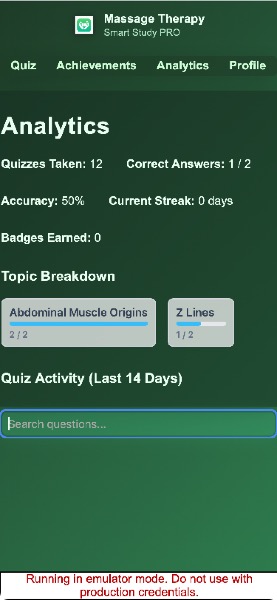 Massage Therapy
Smart Study PRO
Quiz Achievements Analytics Profile
Analytics
Quizzes Taken: 12 Correct Answers: 1 / 2
Accuracy: 50% Current Streak: 0 days
Badges Earned: 0
Topic Breakdown
Abdominal Muscle Origins Z Lines
2 / 2 1 / 2
Quiz Activity (Last 14 Days)
Search questions...
Running in emulator mode. Do not use with
production credentials.